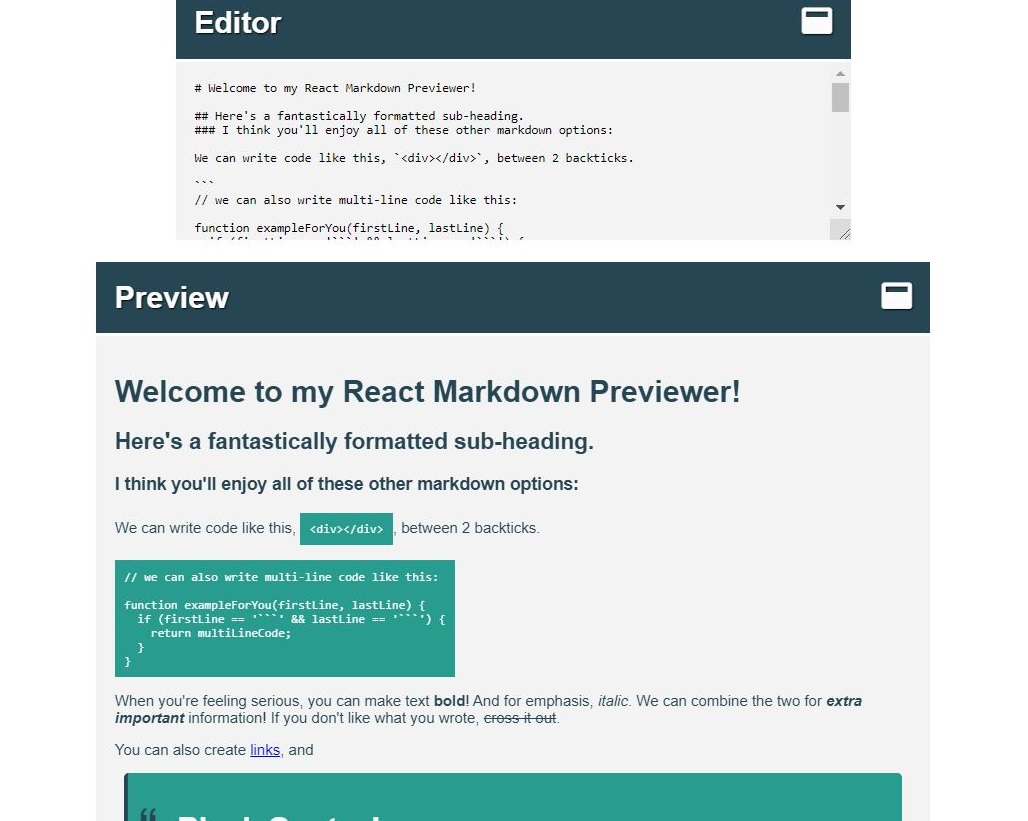 Editor
# Welcome to my React Markdown Previewer!
## Here's a fantastically formatted sub-heading.
### I think you'll enjoy all of these other markdown options:
We can write code like this, `<div></div>`, between 2 backticks.
```
// we can also write multi-line code like this:
function exampleForYou(firstLine, lastLine) {
Preview
Welcome to my React Markdown Previewer!
Here's a fantastically formatted sub-heading.
I think you'll enjoy all of these other markdown options:
We can write code like this, <div></div>, between 2 backticks.
// we can also write multi-line code like this:
function exampleForYou(firstLine, lastLine) {
if (firstLine == '```' && lastLine == '```') {
return multiLineCode;
}
}
When you're feeling serious, you can make text bold! And for emphasis, italic. We can combine the two for extra
important information! If you don't like what you wrote, cross it out.
You can also create links, and